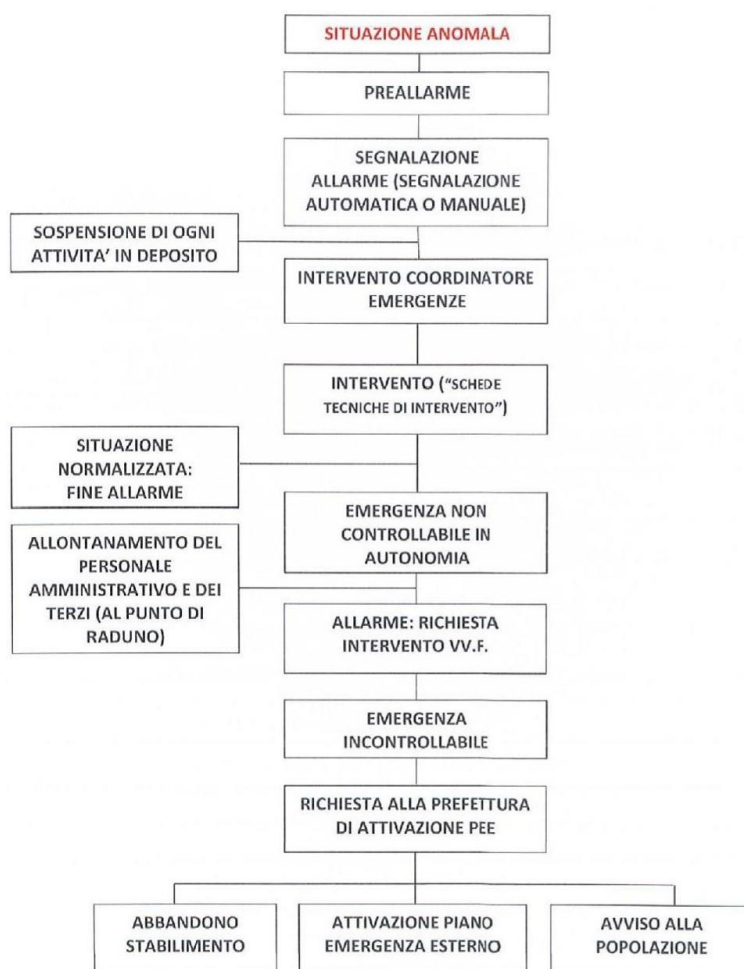 SITUAZIONE ANOMALA
PREALLARME
SEGNALAZIONE
ALLARME (SEGNALAZIONE
AUTOMATICA O MANUALE)
SOSPENSIONE DI OGNI
ATTIVITA’ IN DEPOSITO
INTERVENTO COORDINATORE
EMERGENZE
INTERVENTO (“SCHEDE
TECNICHE DI INTERVENTO”)
SITUAZIONE
NORMALIZZATA:
FINE ALLARME
EMERGENZA NON
CONTROLLABILE IN
AUTONOMIA
ALLONTANAMENTO DEL
PERSONALE
AMMINISTRATIVO E DEI
TERZI (AL PUNTO DI
RADUNO)
ALLARME: RICHIESTA
INTERVENTO VV.F.
EMERGENZA
INCONTROLLABILE
RICHIESTA ALLA PREFETTURA
DI ATTIVAZIONE PEE
ABBANDONO
STABILIMENTO
ATTIVAZIONE PIANO
EMERGENZA ESTERNO
AVVISO ALLA
POPOLAZIONE